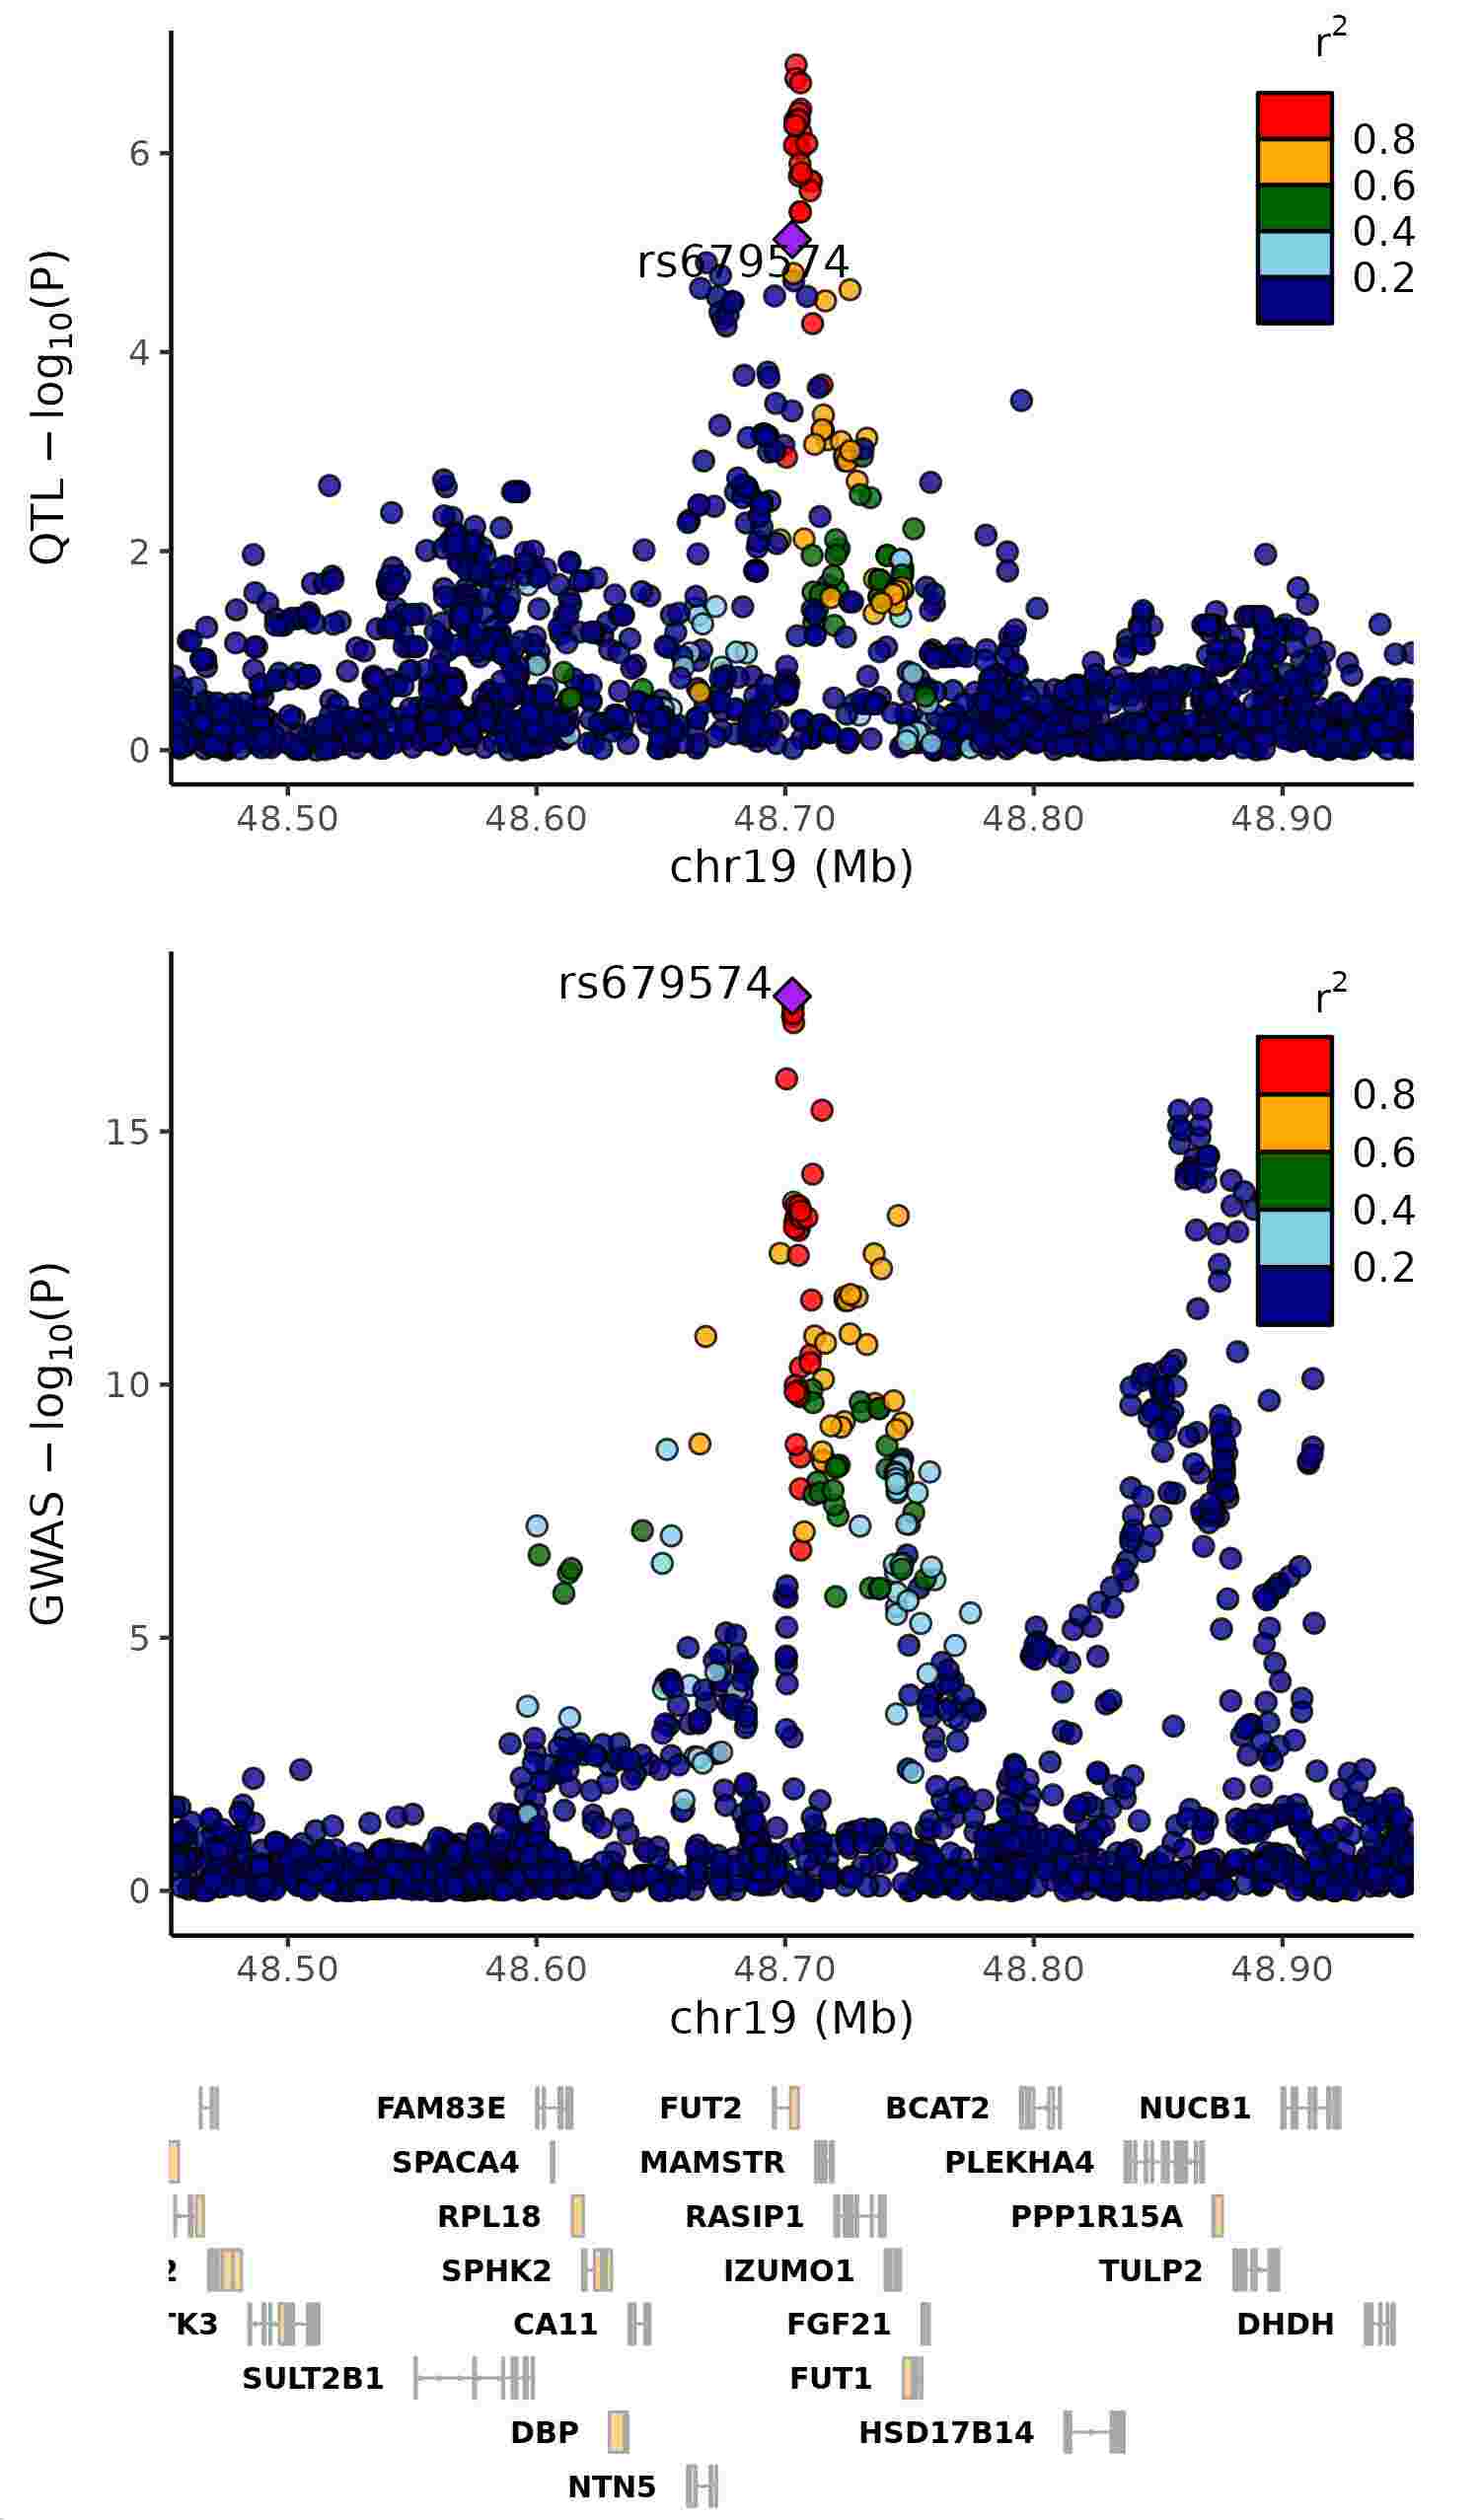 r²
0.8
0.6
0.4
0.2
6
4
2
0
QTL − log₁₀(P)
rs679574
48.50 48.60 48.70 48.80 48.90
chr19 (Mb)
rs679574
r²
0.8
0.6
0.4
0.2
15
10
5
0
GWAS − log₁₀(P)
48.50 48.60 48.70 48.80 48.90
chr19 (Mb)
FAM83E FUT2 BCAT2 NUCB1
SPACA4 MAMSTR PLEKHA4
RPL18 RASIP1 PPP1R15A
2 SPHK2 IZUMO1 TULP2
TK3 CA11 FGF21 DHDH
SULT2B1 FUT1
DBP HSD17B14
NTN5